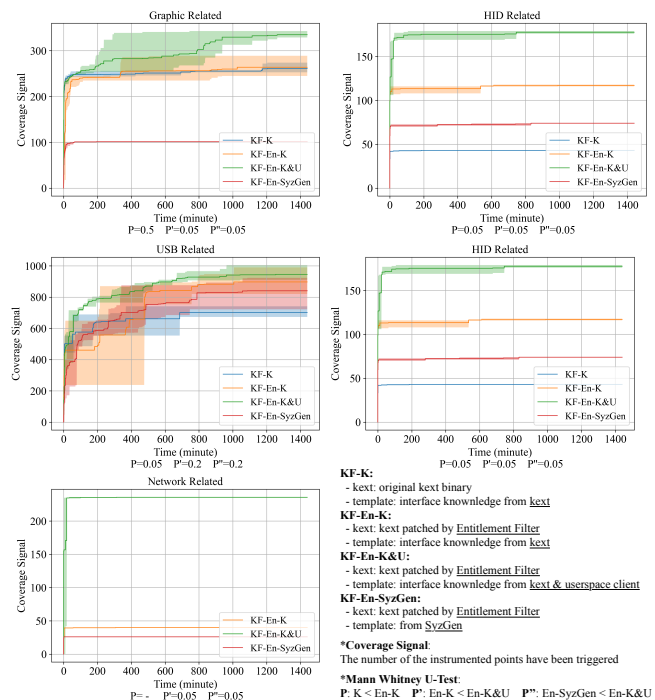 Graphic Related
Coverage Signal
300
200
100
0
KF-K
KF-En-K
KF-En-K&U
KF-En-SyzGen
0 200 400 600 800 1000 1200 1400
Time (minute)
P=0.5 P'=0.05 P"=0.05
HID Related
Coverage Signal
150
100
50
0
KF-K
KF-En-K
KF-En-K&U
KF-En-SyzGen
0 200 400 600 800 1000 1200 1400
Time (minute)
P=0.05 P'=0.05 P"=0.05
USB Related
Coverage Signal
1000
800
600
400
200
0
KF-K
KF-En-K
KF-En-K&U
KF-En-SyzGen
0 200 400 600 800 1000 1200 1400
Time (minute)
P=0.05 P'=0.2 P"=0.2
HID Related
Coverage Signal
150
100
50
0
KF-K
KF-En-K
KF-En-K&U
KF-En-SyzGen
0 200 400 600 800 1000 1200 1400
Time (minute)
P=0.05 P'=0.05 P"=0.05
Network Related
Coverage Signal
200
150
100
50
0
KF-En-K
KF-En-K&U
KF-En-SyzGen
0 200 400 600 800 1000 1200 1400
Time (minute)
P= - P'=0.05 P"=0.05
KF-K:
- kext: original kext binary
- template: interface knownledge from kext
KF-En-K:
- kext: kext patched by Entitlement Filter
- template: interface knownledge from kext
KF-En-K&U:
- kext: kext patched by Entitlement Filter
- template: interface knownledge from kext & userspace client
KF-En-SyzGen:
- kext: kext patched by Entitlement Filter
- template: from SyzGen
*Coverage Signal:
The number of the instrumented points have been triggered
*Mann Whitney U-Test:
P: K < En-K P’: En-K < En-K&U P”: En-SyzGen < En-K&U